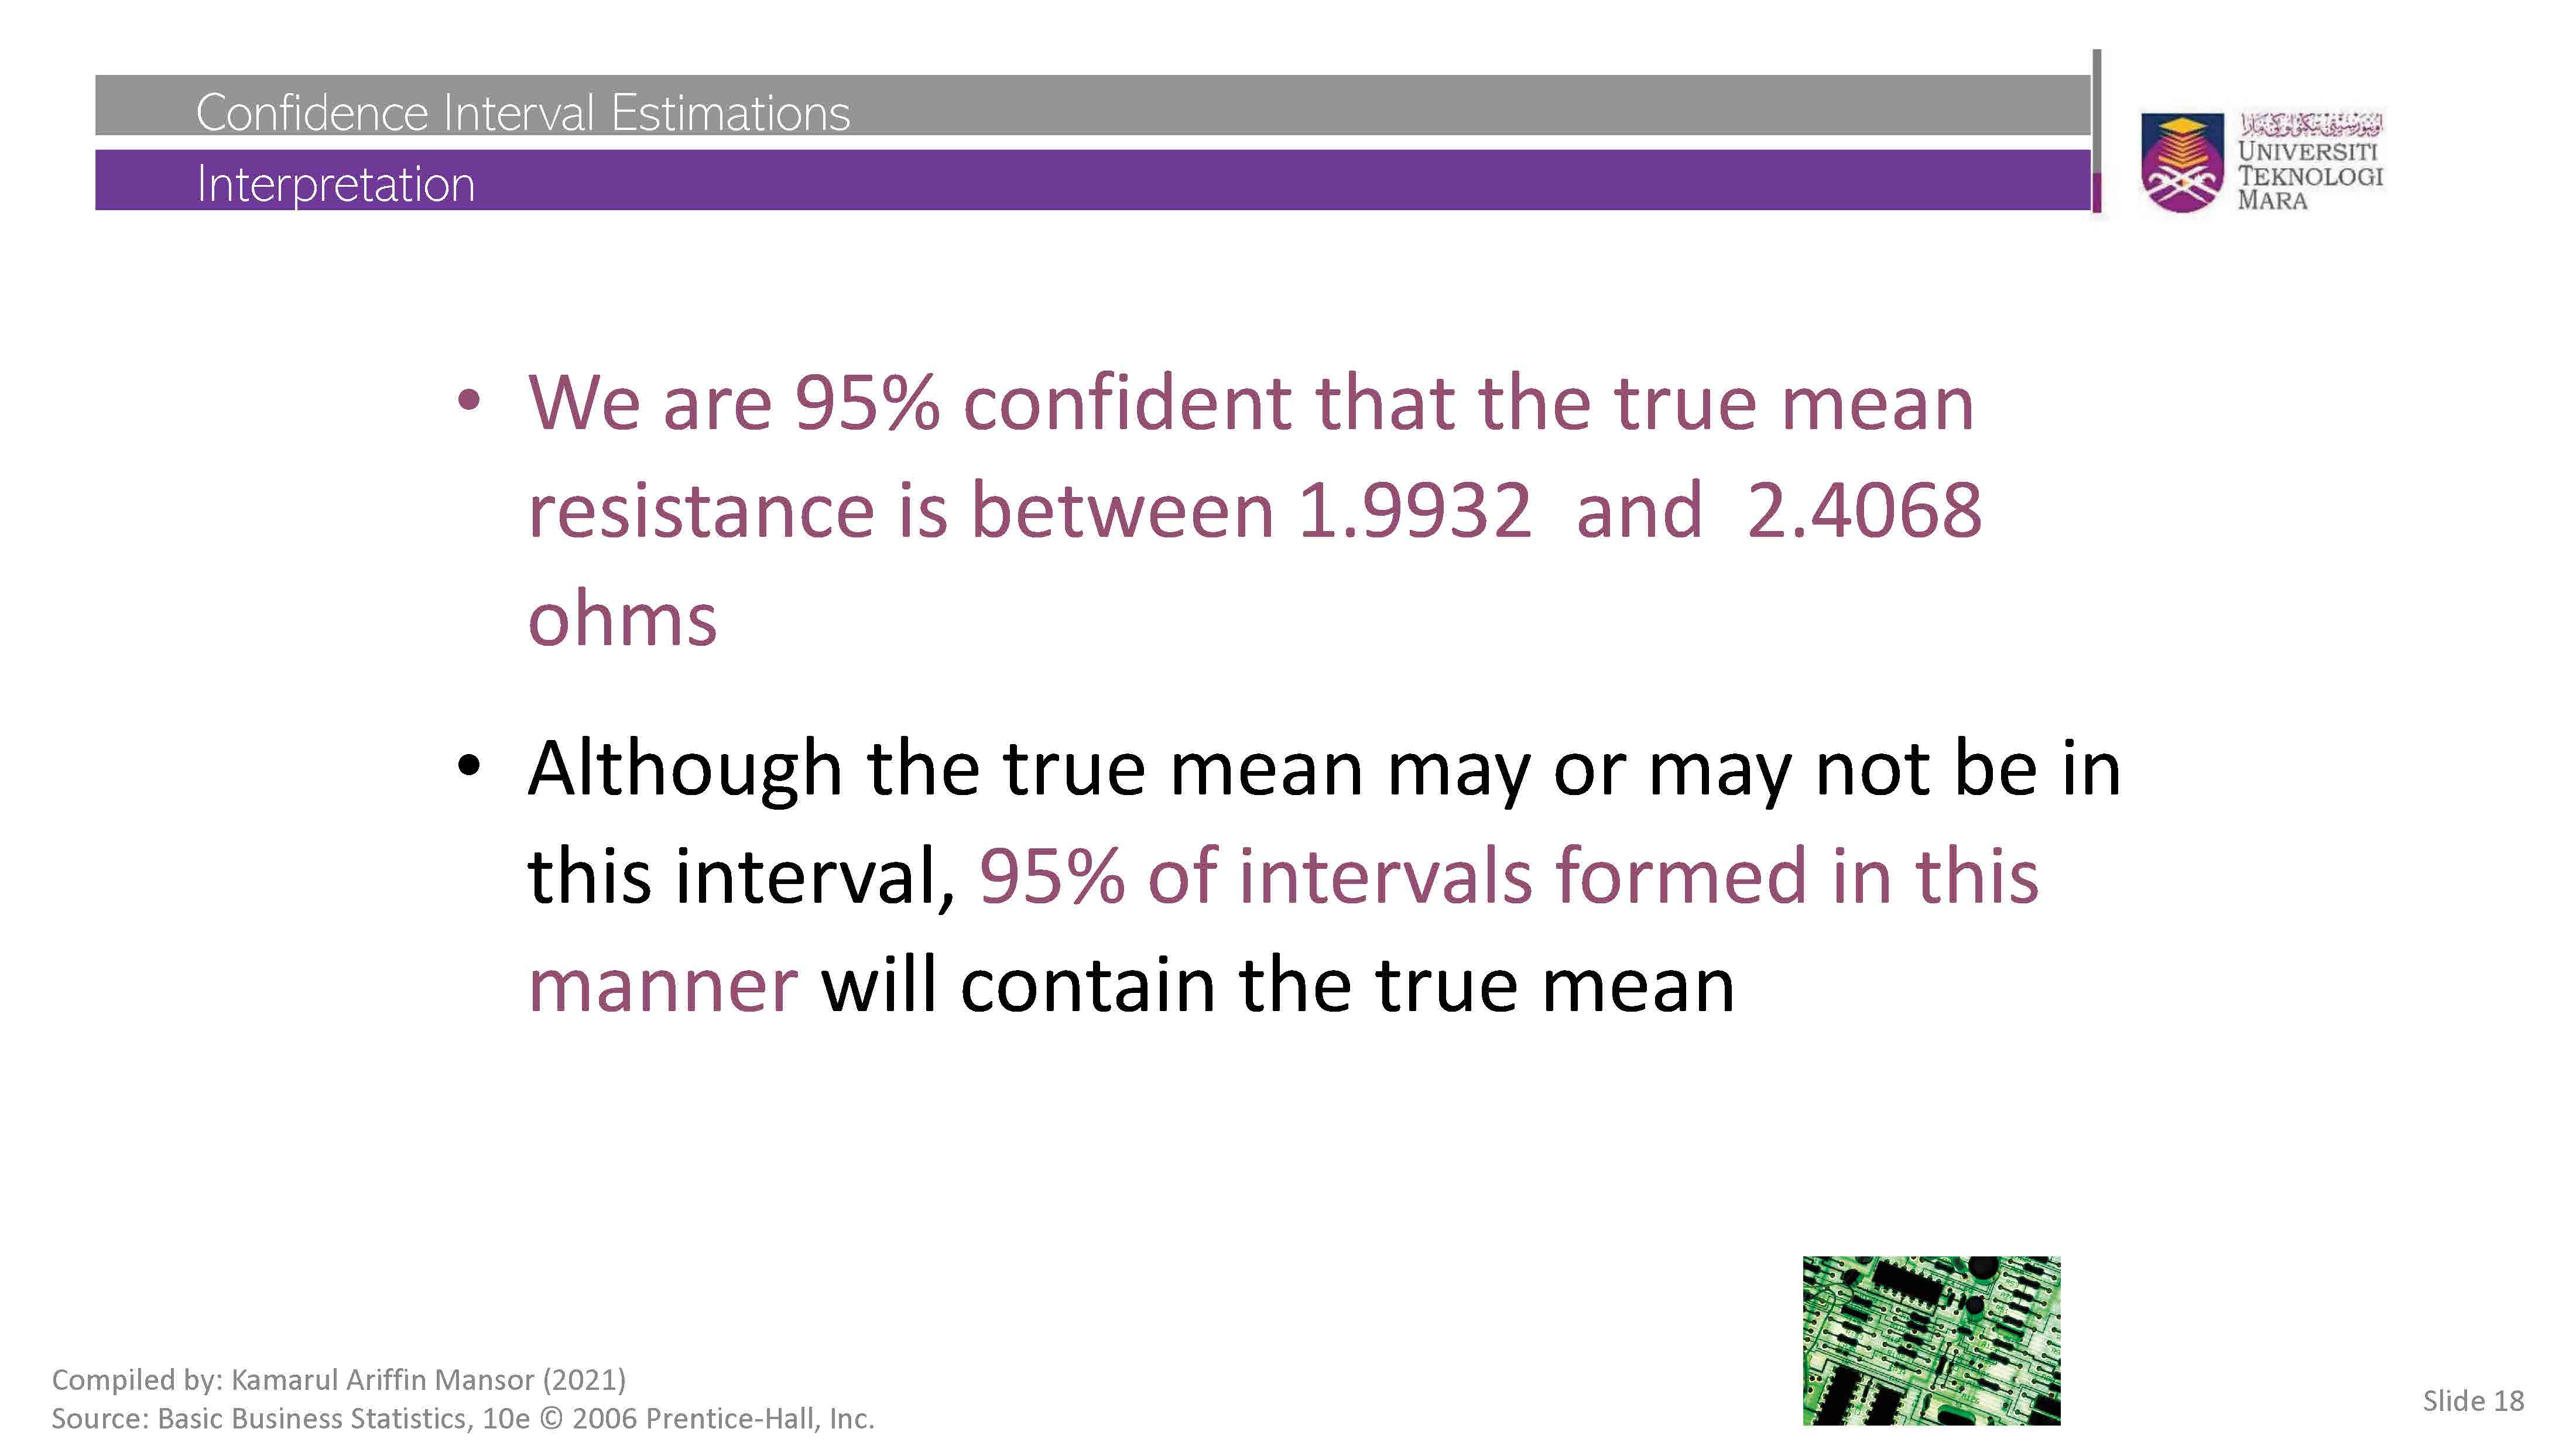 Confidence Interval Estimations
Interpretation
اونيۏرسيتي تيكنولوݢي مارا
UNIVERSITI
TEKNOLOGI
MARA
• We are 95% confident that the true mean
resistance is between 1.9932 and 2.4068
ohms
• Although the true mean may or may not be in
this interval, 95% of intervals formed in this
manner will contain the true mean
Compiled by: Kamarul Ariffin Mansor (2021)
Source: Basic Business Statistics, 10e © 2006 Prentice-Hall, Inc.
Slide 18